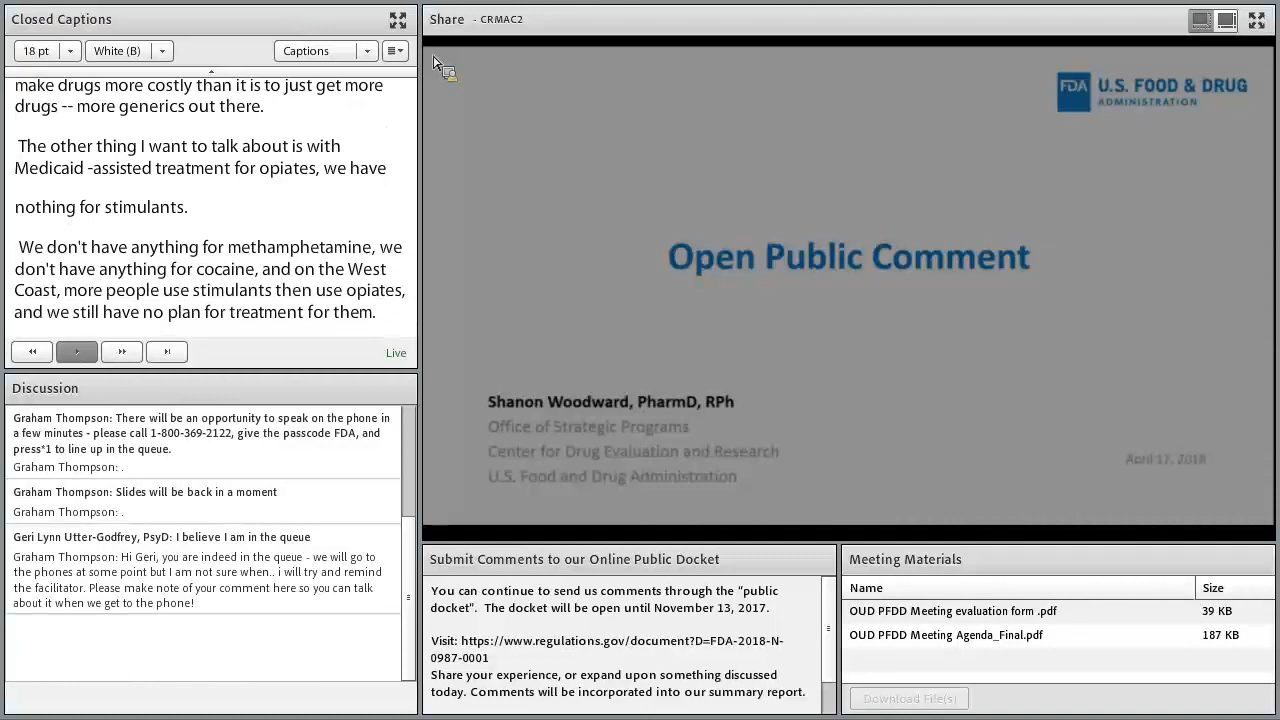 Closed Captions
18 pt
White (B)
Captions
make drugs more costly than it is to just get more
drugs -- more generics out there.
The other thing I want to talk about is with
Medicaid -assisted treatment for opiates, we have
nothing for stimulants.
We don't have anything for methamphetamine, we
don't have anything for cocaine, and on the West
Coast, more people use stimulants then use opiates,
and we still have no plan for treatment for them.
Live
Discussion
Graham Thompson: There will be an opportunity to speak on the phone in
a few minutes - please call 1-800-369-2122, give the passcode FDA, and
press*1 to line up in the queue.
Graham Thompson: .
Graham Thompson: Slides will be back in a moment
Graham Thompson: .
Geri Lynn Utter-Godfrey, PsyD: I believe I am in the queue
Graham Thompson: Hi Geri, you are indeed in the queue - we will go to
the phones at some point but I am not sure when.. i will try and remind
the facilitator. Please make note of your comment here so you can talk
about it when we get to the phone!
Share - CRMAC2
FDA U.S. FOOD & DRUG
ADMINISTRATION
Open Public Comment
Shanon Woodward, PharmD, RPh
Office of Strategic Programs
Center for Drug Evaluation and Research
U.S. Food and Drug Administration
April 17, 2018
Submit Comments to our Online Public Docket
You can continue to send us comments through the "public
docket". The docket will be open until November 13, 2017.
Visit: https://www.regulations.gov/document?D=FDA-2018-N-
0987-0001
Share your experience, or expand upon something discussed
today. Comments will be incorporated into our summary report.
Meeting Materials
Name Size
OUD PFDD Meeting evaluation form .pdf 39 KB
OUD PFDD Meeting Agenda_Final.pdf 187 KB
Download File(s)